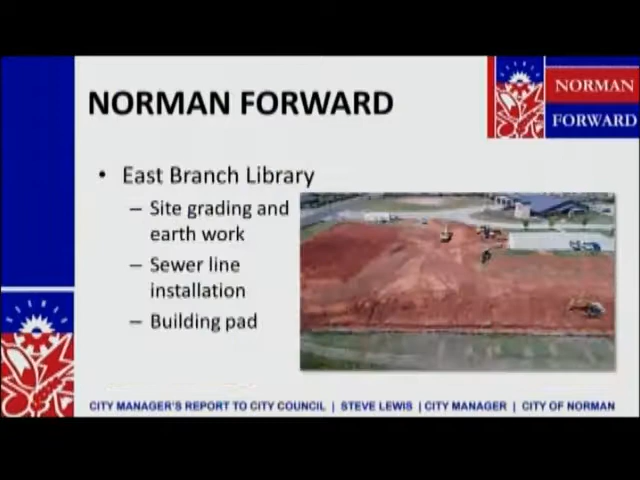 NORMAN FORWARD
NORMAN
FORWARD
• East Branch Library
– Site grading and
earth work
– Sewer line
installation
– Building pad
NORMAN
CITY MANAGER'S REPORT TO CITY COUNCIL | STEVE LEWIS | CITY MANAGER | CITY OF NORMAN